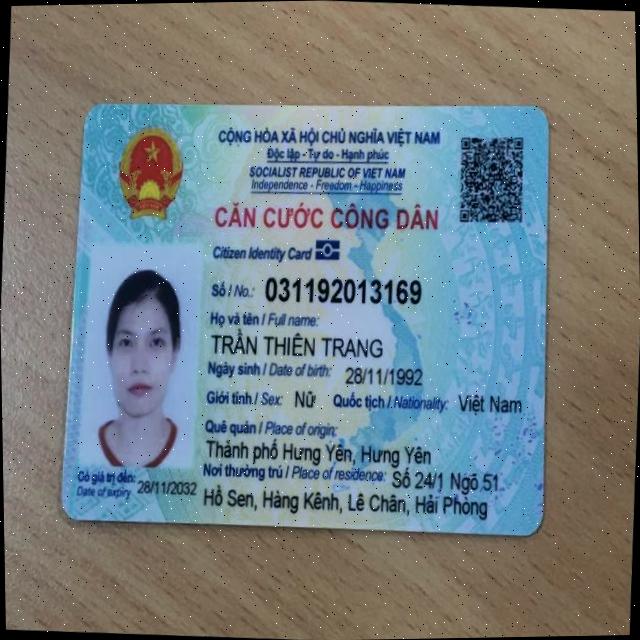 CỘNG HÒA XÃ HỘI CHỦ NGHĨA VIỆT NAM
Độc lập - Tự do - Hạnh phúc
SOCIALIST REPUBLIC OF VIET NAM
Independence - Freedom - Happiness
CĂN CƯỚC CÔNG DÂN
Citizen Identity Card
Số / No.: 031192013169
Họ và tên / Full name:
TRẦN THIÊN TRANG
Ngày sinh / Date of birth: 28/11/1992
Giới tính / Sex: Nữ Quốc tịch / Nationality: Việt Nam
Quê quán / Place of origin:
Thành phố Hưng Yên, Hưng Yên
Nơi thường trú / Place of residence: Số 24/1 Ngõ 51
Hồ Sen, Hàng Kênh, Lê Chân, Hải Phòng
Có giá trị đến: 28/11/2032
Date of expiry